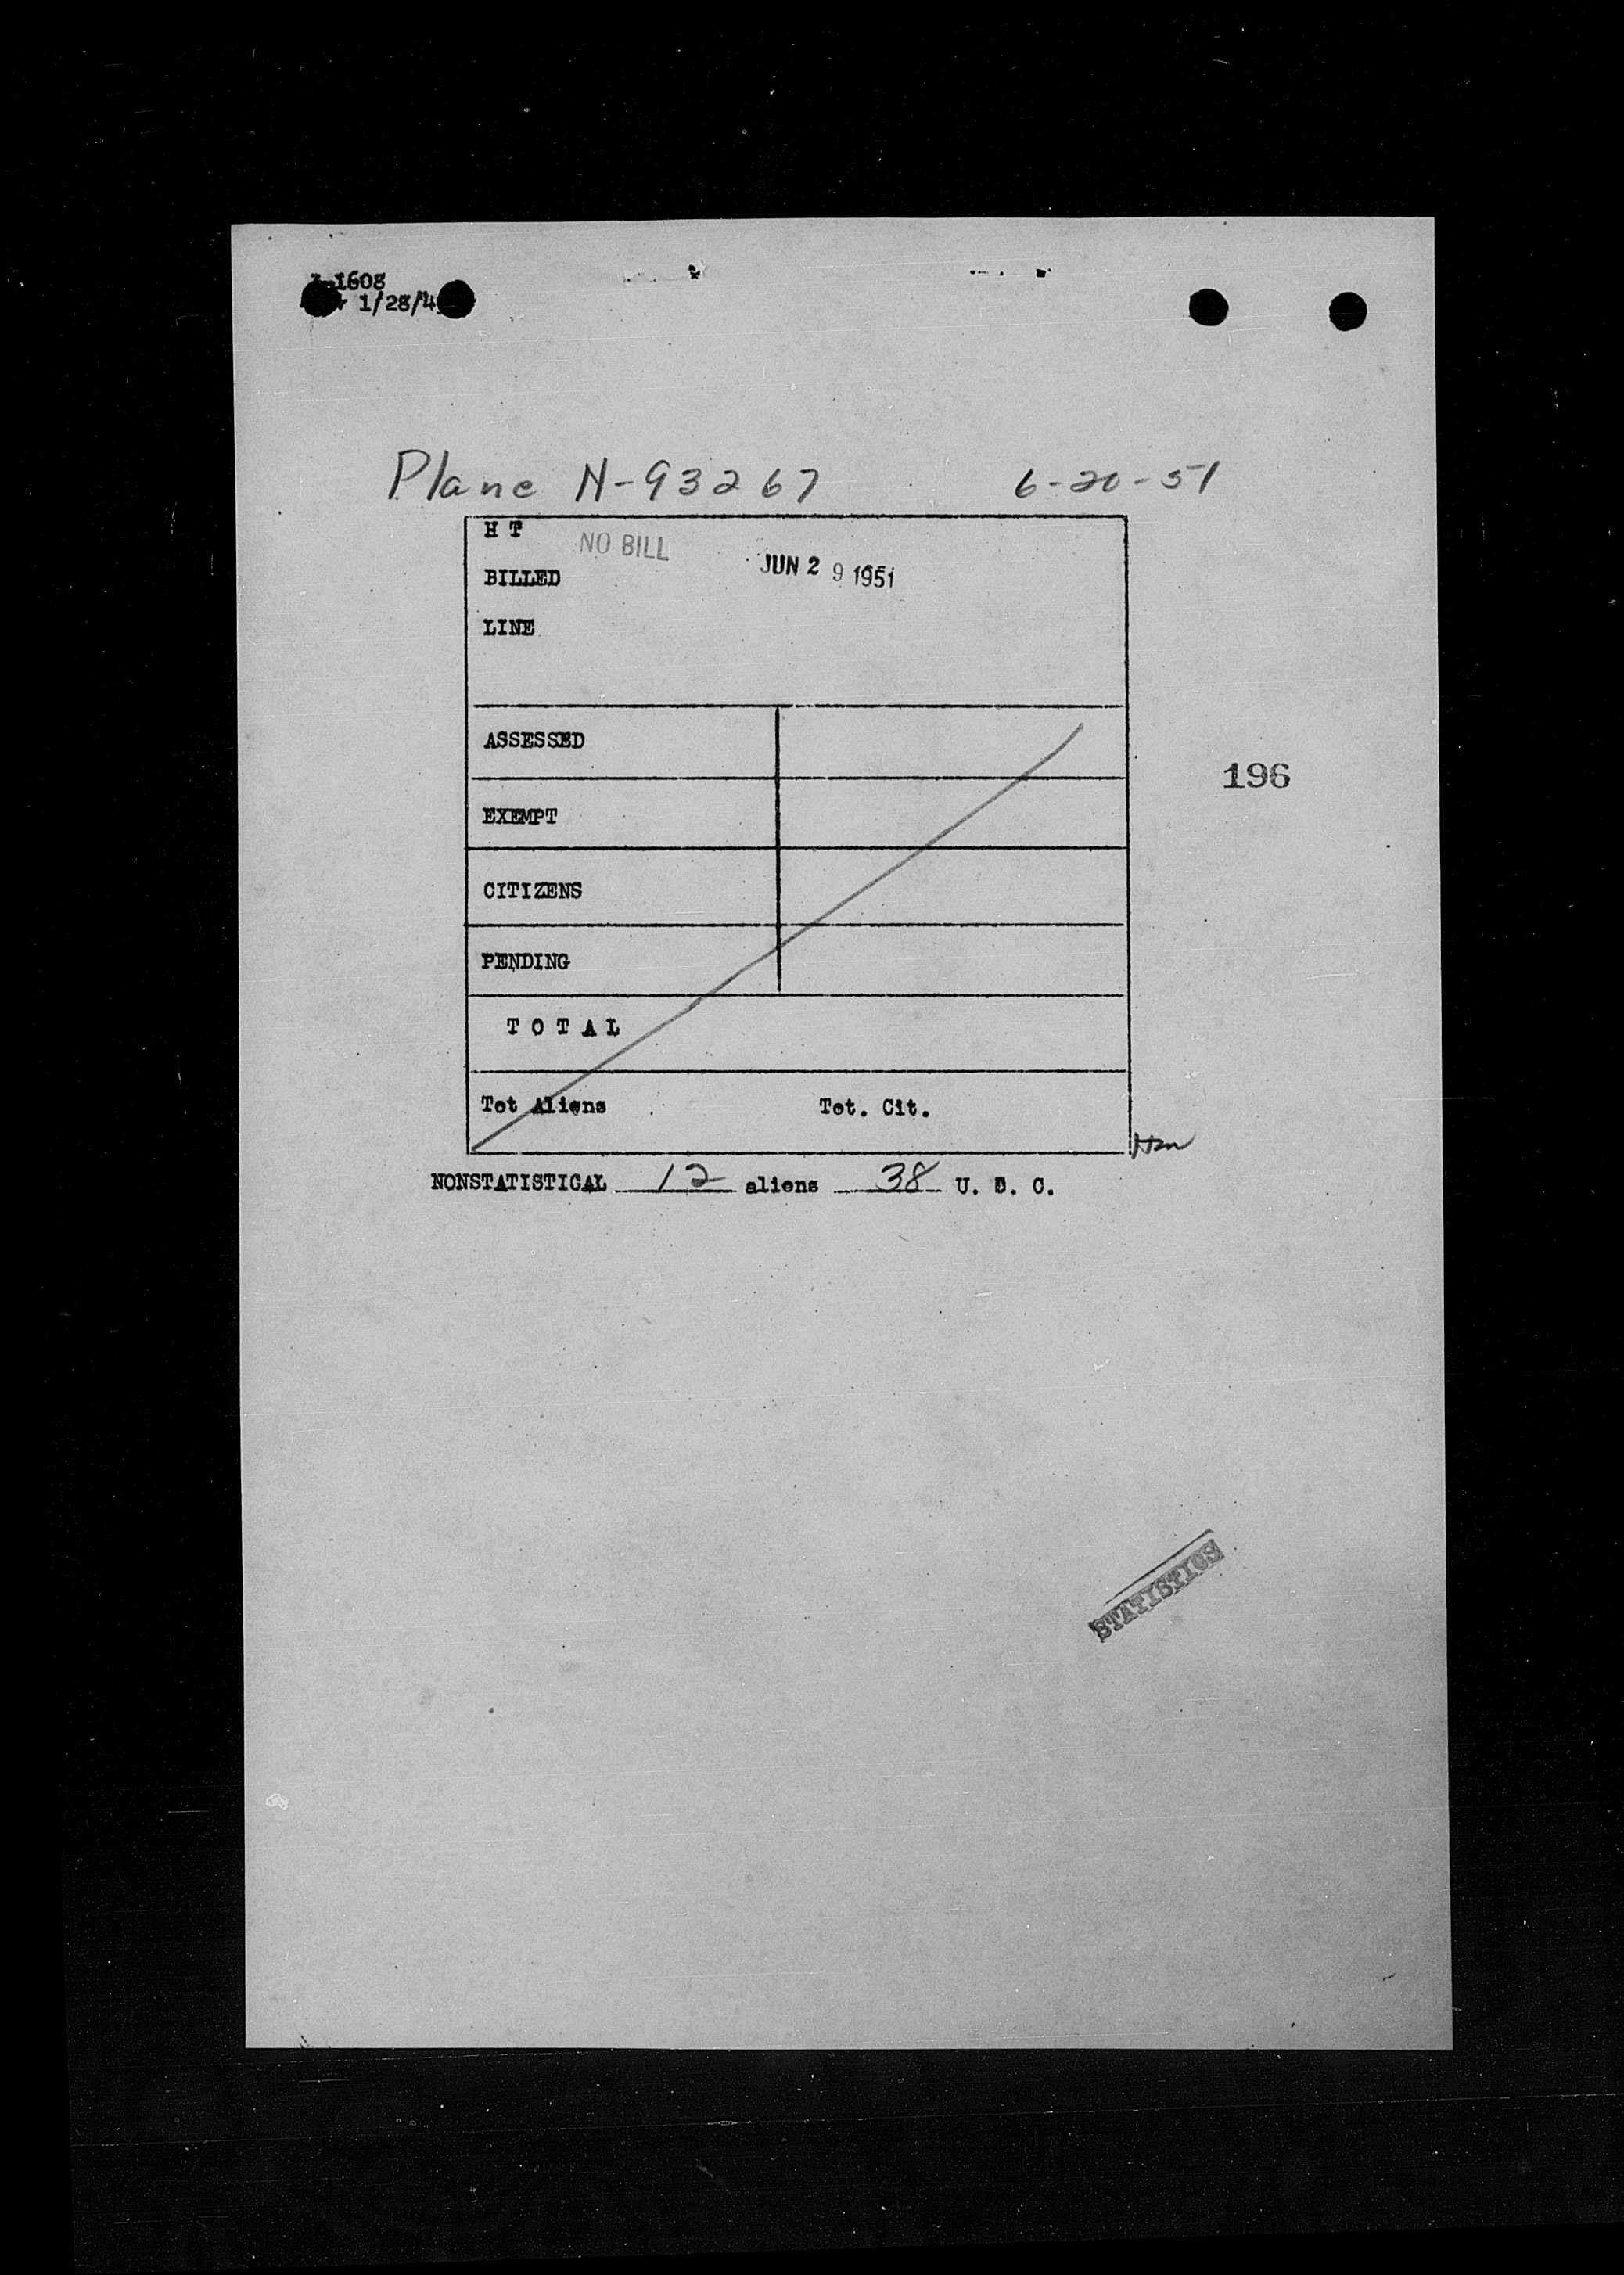 1608
1/28/4
Plane N-93267 6-20-51
H T
NO BILL
BILLED JUN 29 1951
LINE
ASSESSED
196
EXEMPT
CITIZENS
PENDING
TOTAL
Tot Aliens Tot. Cit.
NONSTATISTICAL 12 aliens 38 U. S. C.
STATISTICS